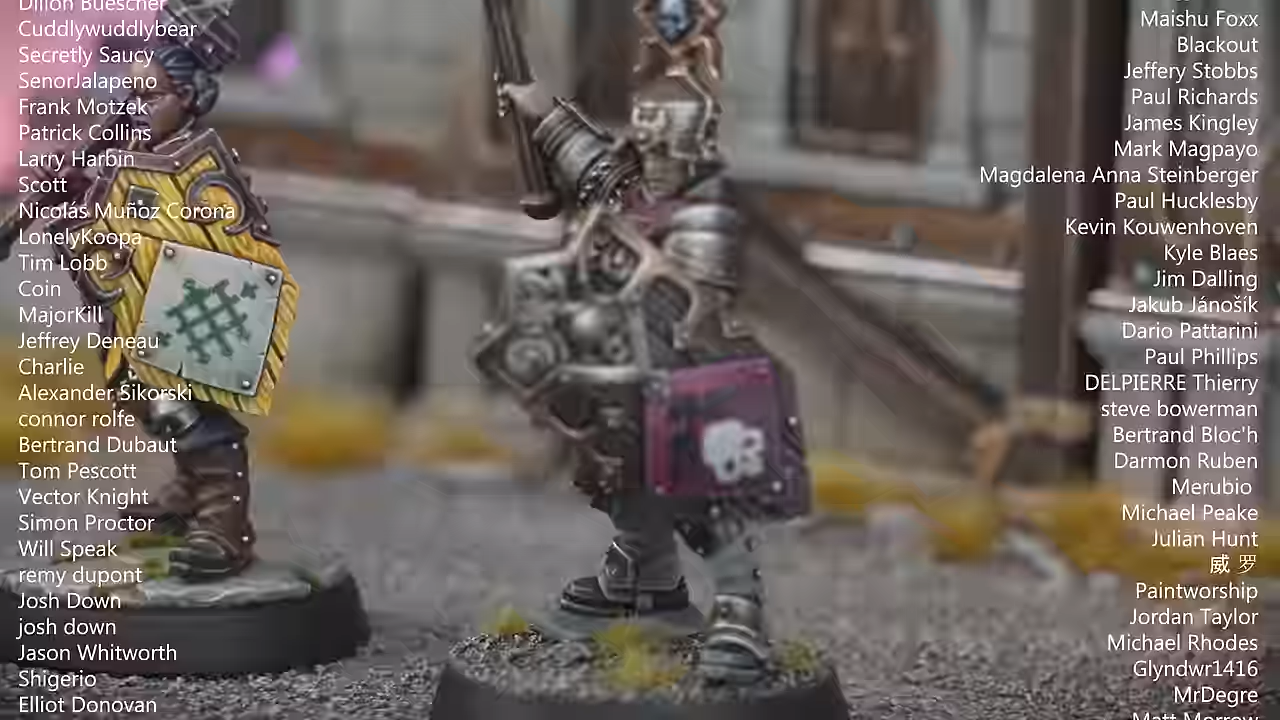 Dillon Buescher
Cuddlywuddlybear
Secretly Saucy
SenorJalapeno
Frank Motzek
Patrick Collins
Larry Harbin
Scott
Nicolás Muñoz Corona
LonelyKoopa
Tim Lobb
Coin
MajorKill
Jeffrey Deneau
Charlie
Alexander Sikorski
connor rolfe
Bertrand Dubaut
Tom Pescott
Vector Knight
Simon Proctor
Will Speak
remy dupont
Josh Down
josh down
Jason Whitworth
Shigerio
Elliot Donovan
Maishu Foxx
Blackout
Jeffery Stobbs
Paul Richards
James Kingley
Mark Magpayo
Magdalena Anna Steinberger
Paul Hucklesby
Kevin Kouwenhoven
Kyle Blaes
Jim Dalling
Jakub Jánošík
Dario Pattarini
Paul Phillips
DELPIERRE Thierry
steve bowerman
Bertrand Bloc'h
Darmon Ruben
Merubio
Michael Peake
Julian Hunt
威 罗
Paintworship
Jordan Taylor
Michael Rhodes
Glyndwr1416
MrDegre
Matt Morrow